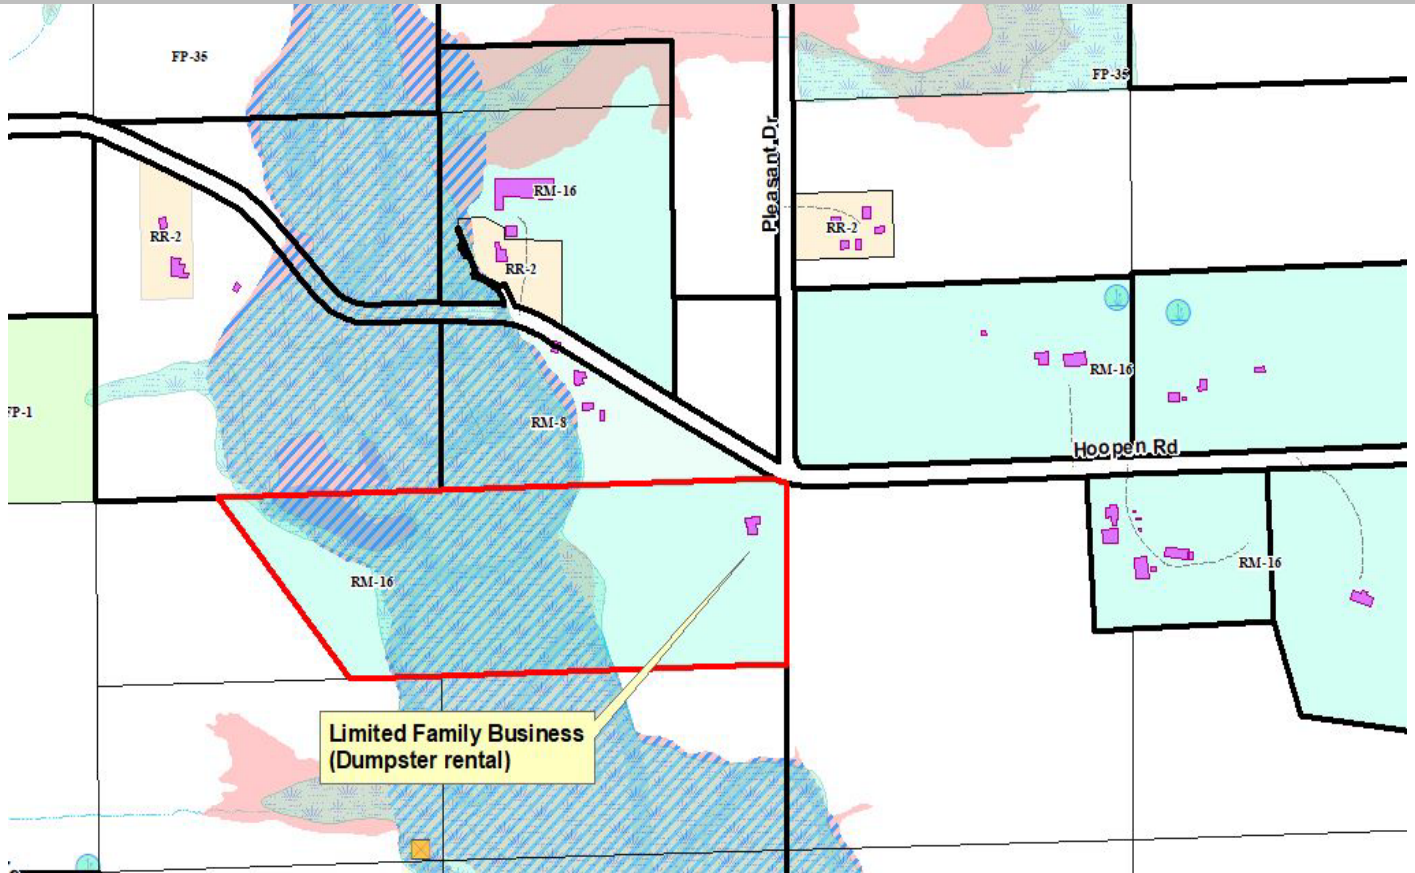 FP-35
FP-35
Pleasant Dr
RM-16
RR-2
RR-2
RR-2
RM-16
FP-1
RM-8
Hoopen Rd
RM-16
RM-16
Limited Family Business
(Dumpster rental)